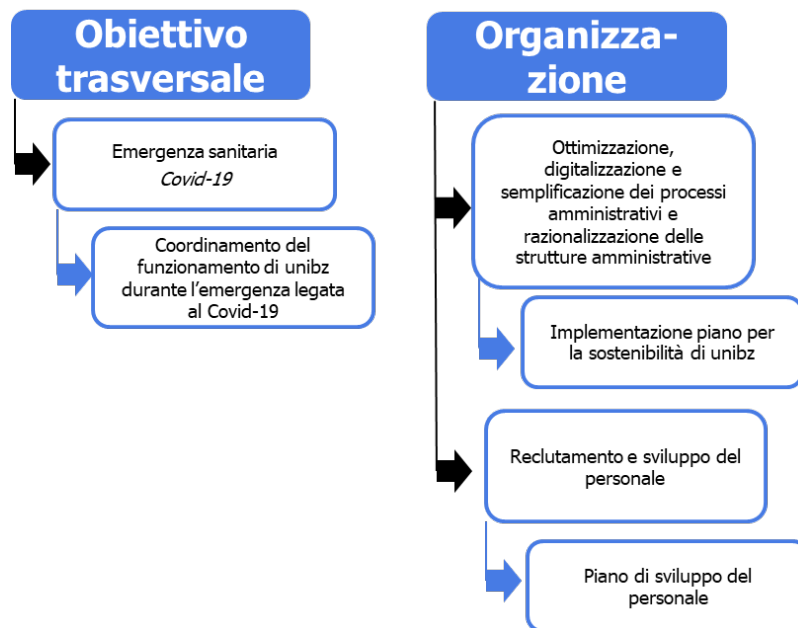 Obiettivo
trasversale
Emergenza sanitaria
Covid-19
Coordinamento del
funzionamento di unibz
durante l'emergenza legata
al Covid-19
Organizza-
zione
Ottimizzazione,
digitalizzazione e
semplificazione dei processi
amministrativi e
razionalizzazione delle
strutture amministrative
Implementazione piano per
la sostenibilità di unibz
Reclutamento e sviluppo del
personale
Piano di sviluppo del
personale